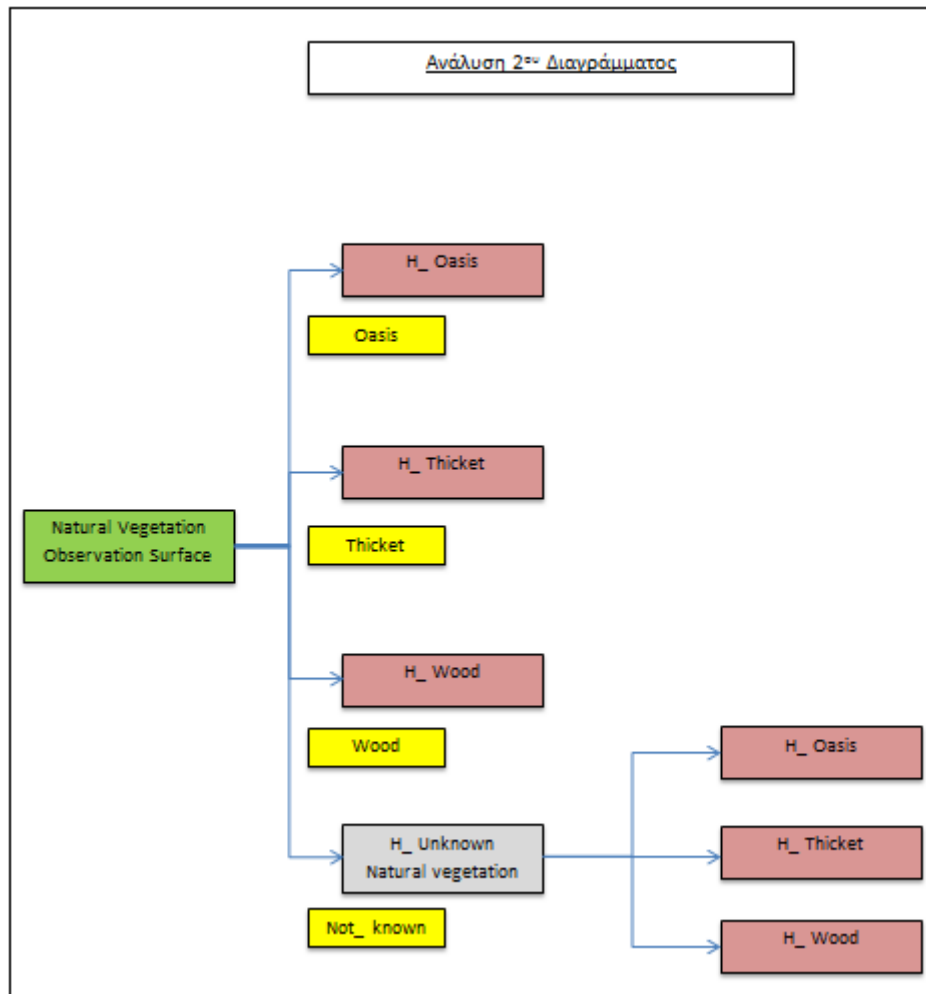 Ανάλυση 2ου Διαγράμματος
H_ Oasis
Oasis
H_ Thicket
Natural Vegetation
Observation Surface
Thicket
H_ Wood
Wood
H_ Oasis
H_ Unknown
Natural vegetation
H_ Thicket
Not_ known
H_ Wood